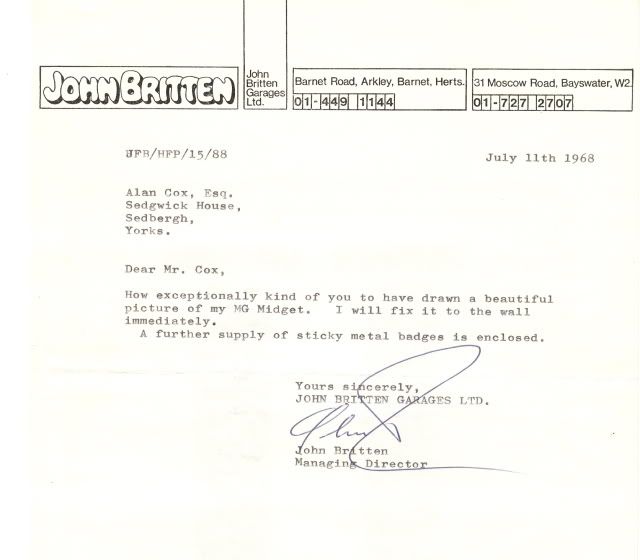 JOHN BRITTEN
John
Britten
Garages
Ltd.
Barnet Road, Arkley, Barnet, Herts.
01-449 1144
31 Moscow Road, Bayswater, W2
01-727 2707
JFB/HFP/15/88
July 11th 1968
Alan Cox, Esq.
Sedgwick House,
Sedbergh,
Yorks.
Dear Mr. Cox,
How exceptionally kind of you to have drawn a beautiful
picture of my MG Midget. I will fix it to the wall
immediately.
A further supply of sticky metal badges is enclosed.
Yours sincerely,
JOHN BRITTEN GARAGES LTD.
John
John Britten
Managing Director